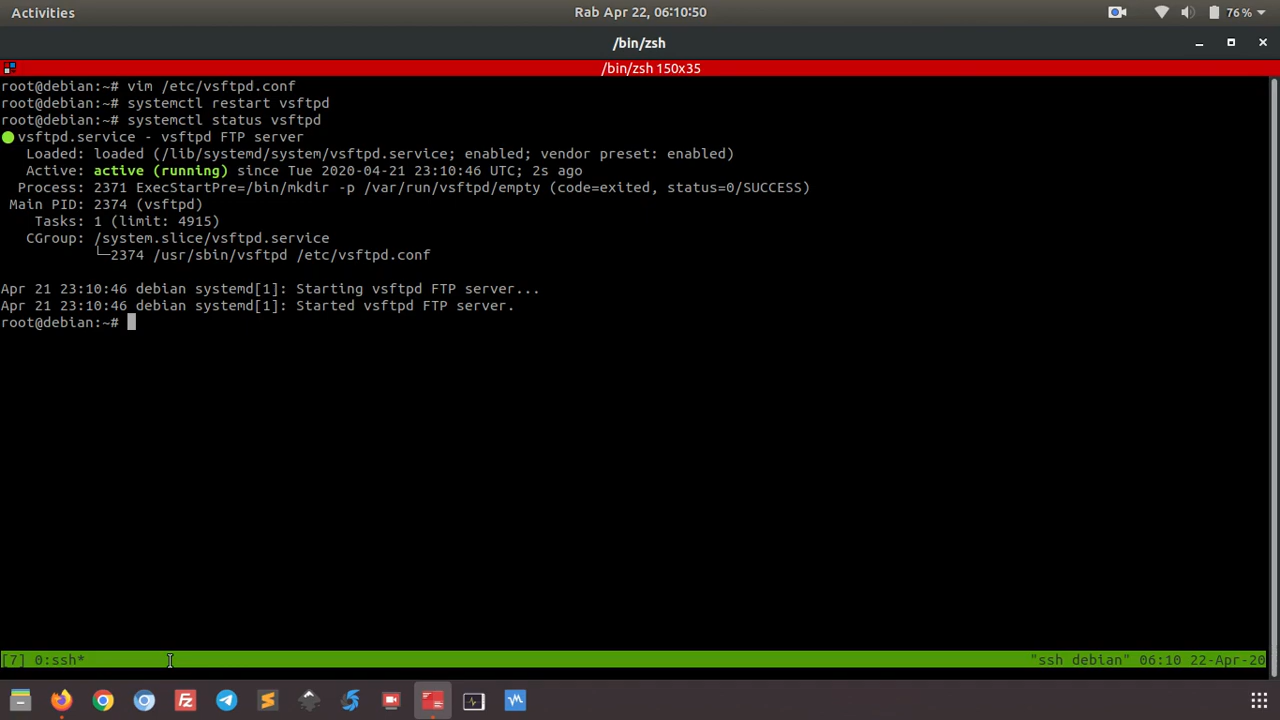 Activities
Rab Apr 22, 06:10:50
76%
/bin/zsh
/bin/zsh 150x35
root@debian:~# vim /etc/vsftpd.conf
root@debian:~# systemctl restart vsftpd
root@debian:~# systemctl status vsftpd
vsftpd.service - vsftpd FTP server
Loaded: loaded (/lib/systemd/system/vsftpd.service; enabled; vendor preset: enabled)
Active: active (running) since Tue 2020-04-21 23:10:46 UTC; 2s ago
Process: 2371 ExecStartPre=/bin/mkdir -p /var/run/vsftpd/empty (code=exited, status=0/SUCCESS)
Main PID: 2374 (vsftpd)
Tasks: 1 (limit: 4915)
CGroup: /system.slice/vsftpd.service
└─2374 /usr/sbin/vsftpd /etc/vsftpd.conf
Apr 21 23:10:46 debian systemd[1]: Starting vsftpd FTP server...
Apr 21 23:10:46 debian systemd[1]: Started vsftpd FTP server.
root@debian:~#
[7] 0:ssh*
"ssh debian" 06:10 22-Apr-20